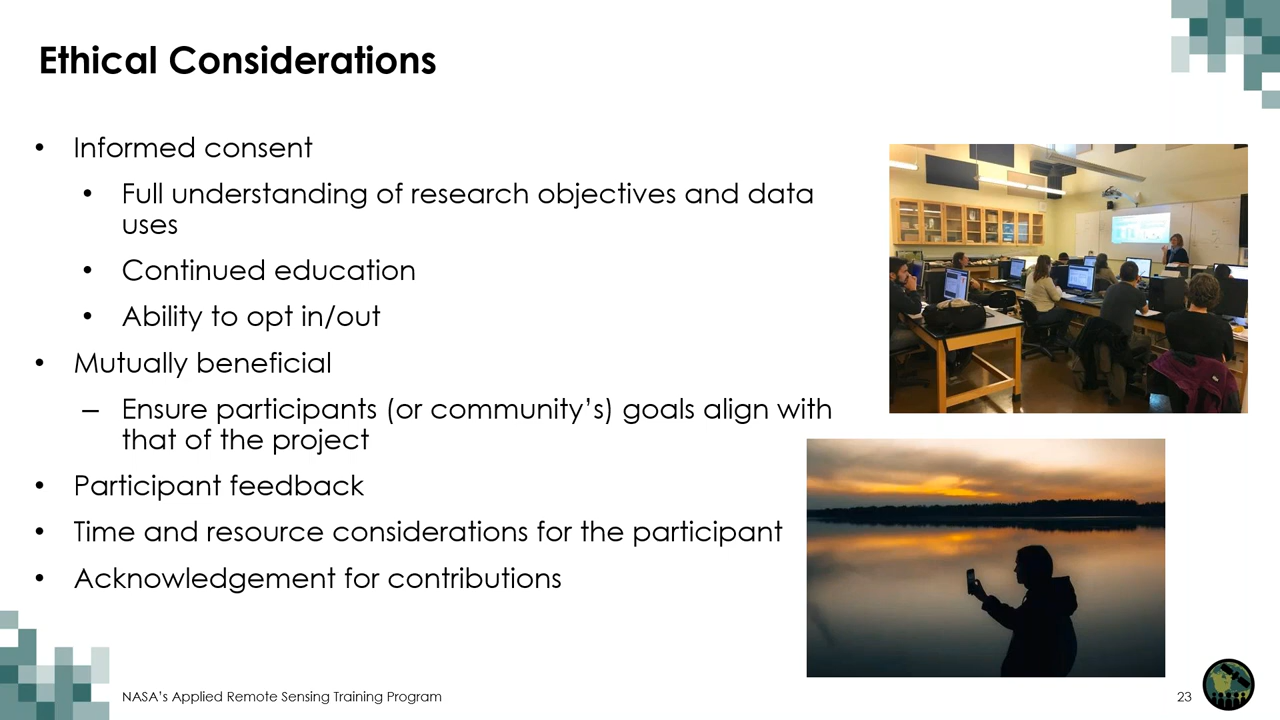 Ethical Considerations
• Informed consent
• Full understanding of research objectives and data
uses
• Continued education
• Ability to opt in/out
• Mutually beneficial
– Ensure participants (or community’s) goals align with
that of the project
• Participant feedback
• Time and resource considerations for the participant
• Acknowledgement for contributions
NASA’s Applied Remote Sensing Training Program
23